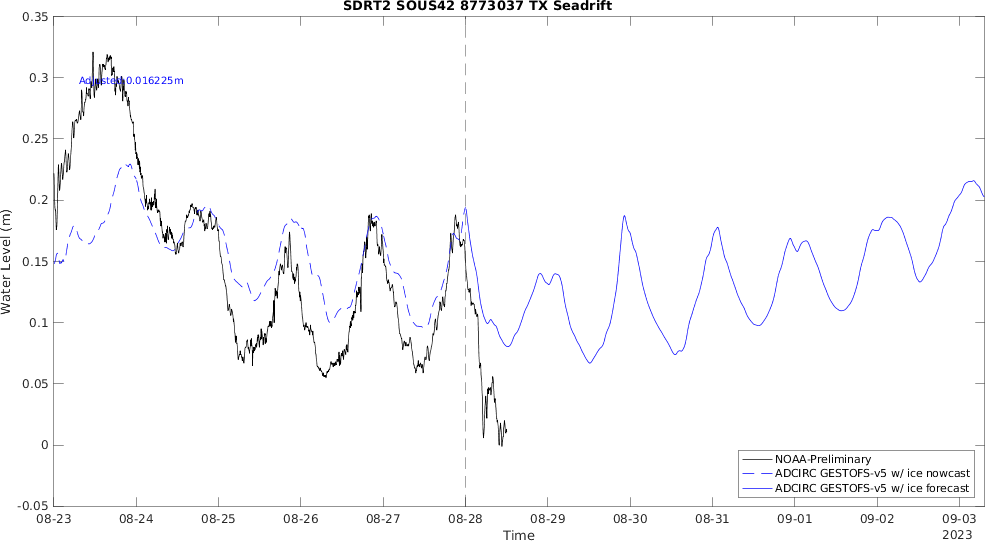 SDRT2 SOUS42 8773037 TX Seadrift
0.35
0.3
0.25
0.2
0.15
0.1
0.05
0
-0.05
Water Level (m)
Adjusted 0.016225m
NOAA-Preliminary
ADCIRC GESTOFS-v5 w/ ice nowcast
ADCIRC GESTOFS-v5 w/ ice forecast
08-23 08-24 08-25 08-26 08-27 08-28 08-29 08-30 08-31 09-01 09-02 09-03
Time 2023